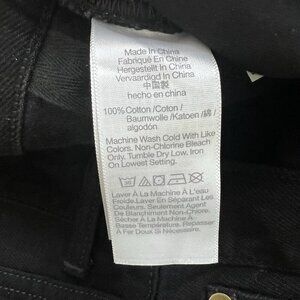 Made In China
Fabriqué En Chine
Hergestellt In China
Vervaardigd In China
中国製
hecho en china
100% Cotton /Coton /
Baumwolle /Katoen / 綿 /
algodón
Machine Wash Cold With Like
Colors. Non-Chlorine Bleach
Only. Tumble Dry Low. Iron
On Lowest Setting.
Laver À La Machine À L'eau
Froide.Laver En Séparant Les
Couleurs. Seulement Agent
De Blanchiment Non-Chlore.
Sécher À La Machine À
Basse Température. Repasser
À Fer Doux Si Nécessaire.